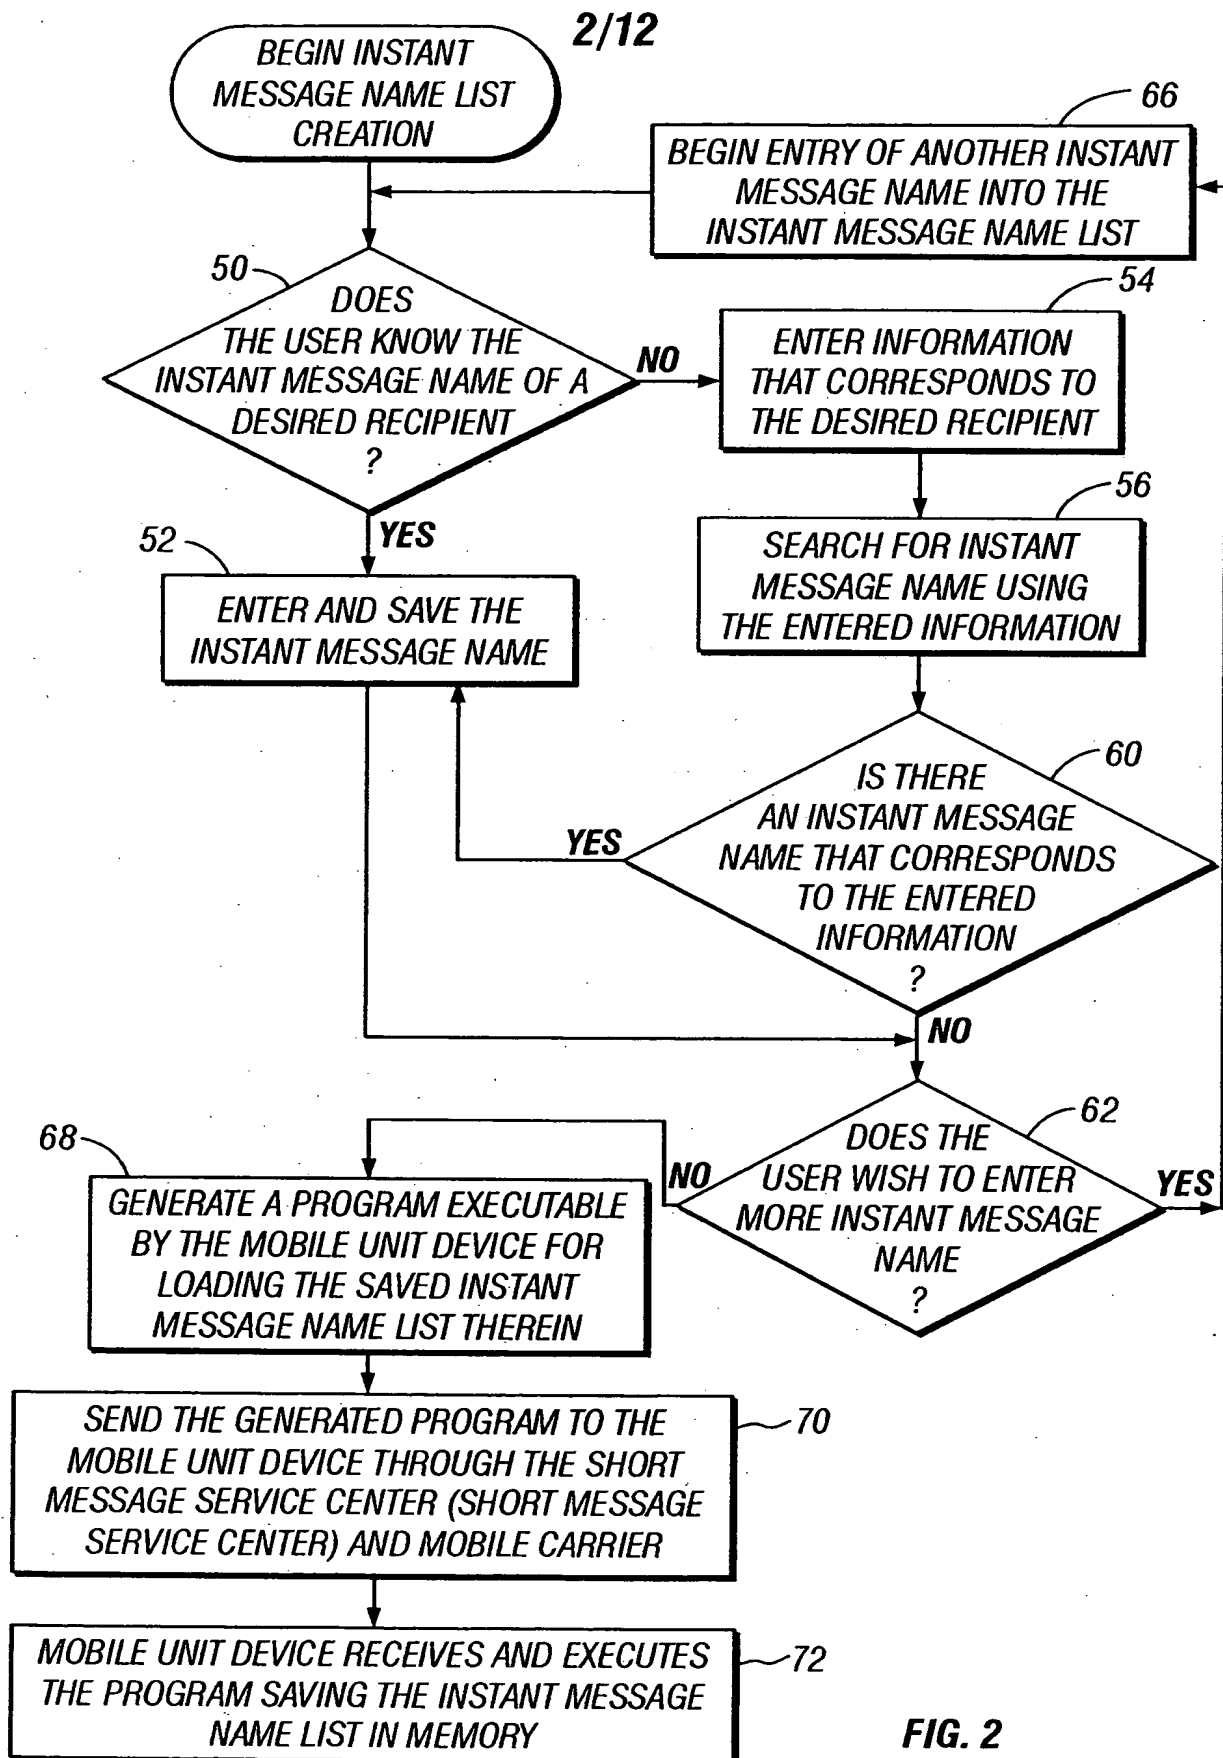 2/12
BEGIN INSTANT
MESSAGE NAME LIST
CREATION
66
BEGIN ENTRY OF ANOTHER INSTANT
MESSAGE NAME INTO THE
INSTANT MESSAGE NAME LIST
50
DOES
THE USER KNOW THE
INSTANT MESSAGE NAME OF A
DESIRED RECIPIENT
?
NO
54
ENTER INFORMATION
THAT CORRESPONDS TO
THE DESIRED RECIPIENT
YES
52
ENTER AND SAVE THE
INSTANT MESSAGE NAME
56
SEARCH FOR INSTANT
MESSAGE NAME USING
THE ENTERED INFORMATION
60
IS THERE
AN INSTANT MESSAGE
NAME THAT CORRESPONDS
TO THE ENTERED
INFORMATION
?
YES
NO
62
DOES THE
USER WISH TO ENTER
MORE INSTANT MESSAGE
NAME
?
NO
YES
68
GENERATE A PROGRAM EXECUTABLE
BY THE MOBILE UNIT DEVICE FOR
LOADING THE SAVED INSTANT
MESSAGE NAME LIST THEREIN
SEND THE GENERATED PROGRAM TO THE
MOBILE UNIT DEVICE THROUGH THE SHORT
MESSAGE SERVICE CENTER (SHORT MESSAGE
SERVICE CENTER) AND MOBILE CARRIER
70
MOBILE UNIT DEVICE RECEIVES AND EXECUTES
THE PROGRAM SAVING THE INSTANT MESSAGE
NAME LIST IN MEMORY
72
FIG. 2